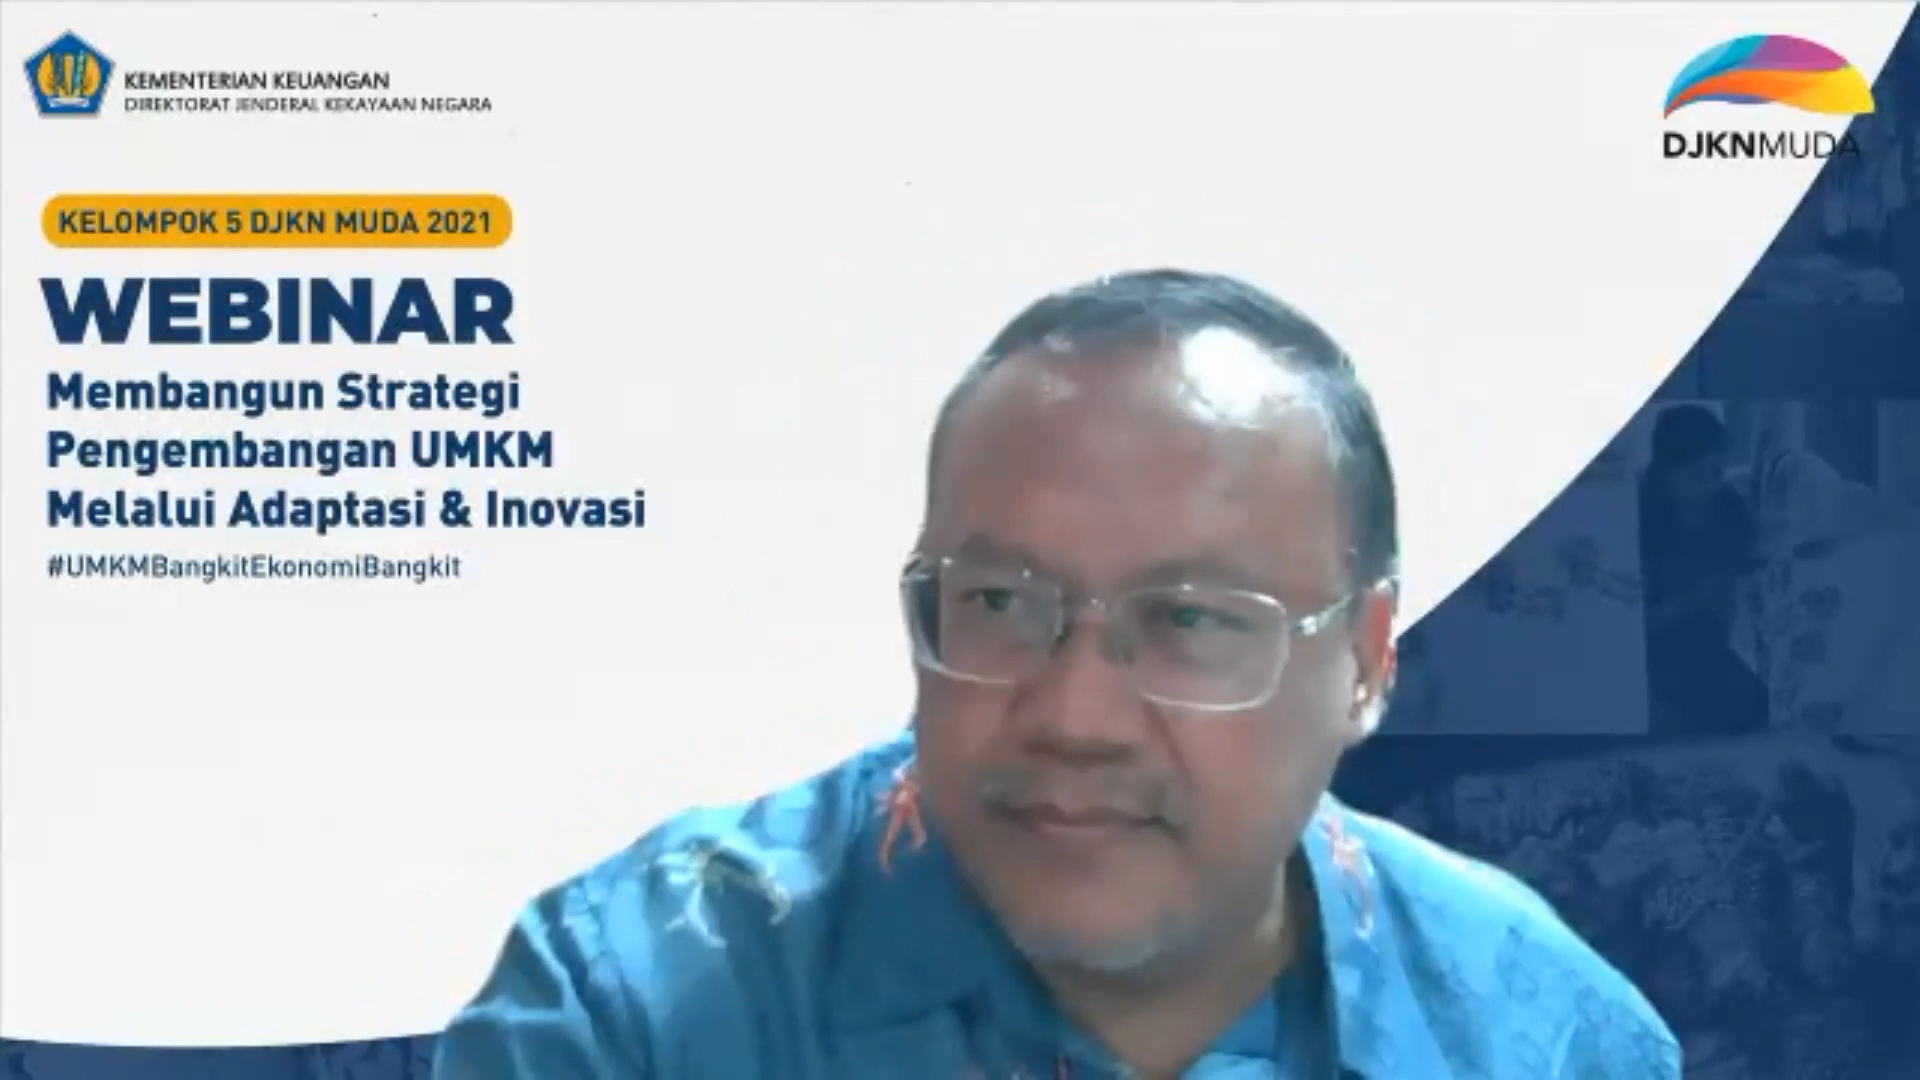 KEMENTERIAN KEUANGAN
DIREKTORAT JENDERAL KEKAYAAN NEGARA
DJKNMUDA
KELOMPOK 5 DJKN MUDA 2021
WEBINAR
Membangun Strategi
Pengembangan UMKM
Melalui Adaptasi & Inovasi
#UMKMBangkitEkonomiBangkit